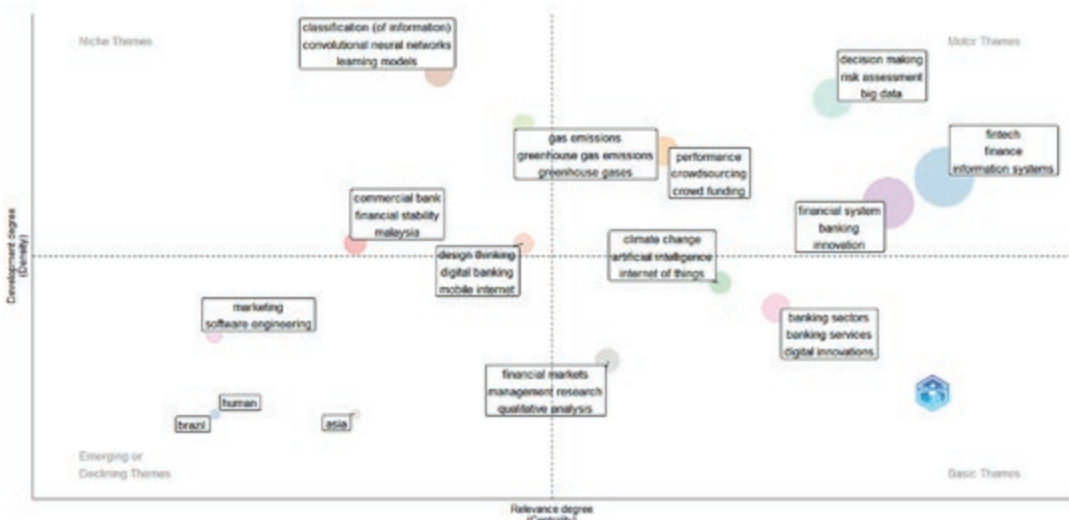 Niche Themes
Motor Themes
classification (of information)
convolutional neural networks
learning models
decision making
risk assessment
big data
gas emissions
greenhouse gas emissions
greenhouse gases
performance
crowdsourcing
crowd funding
fintech
finance
information systems
commercial bank
financial stability
malaysia
financial system
banking
innovation
design thinking
digital banking
mobile internet
climate change
artificial intelligence
internet of things
Development degree
(Density)
marketing
software engineering
banking sectors
banking services
digital innovations
financial markets
management research
qualitative analysis
human
brazil
asia
Emerging or
Declining Themes
Basic Themes
Relevance degree
(Centrality)